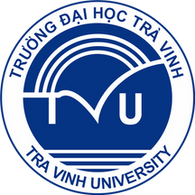 TRƯỜNG ĐẠI HỌC TRÀ VINH
TVU
TRA VINH UNIVERSITY